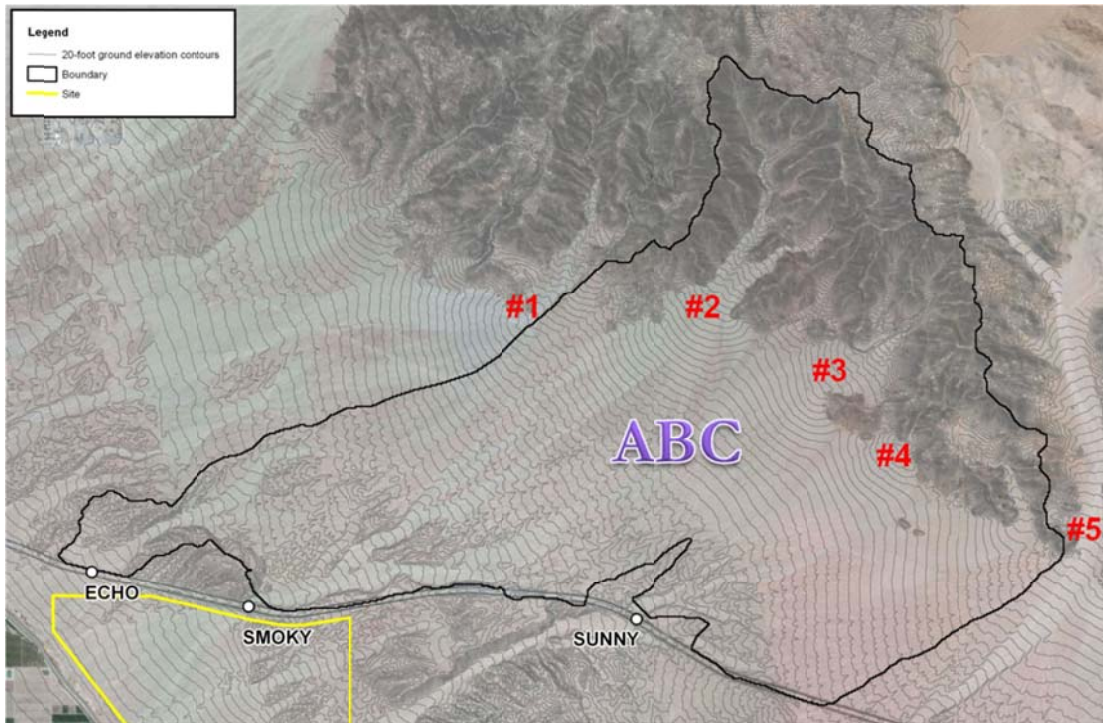 Legend
20-foot ground elevation contours
Boundary
Site
#1
#2
#3
ABC
#4
#5
ECHO
SMOKY
SUNNY